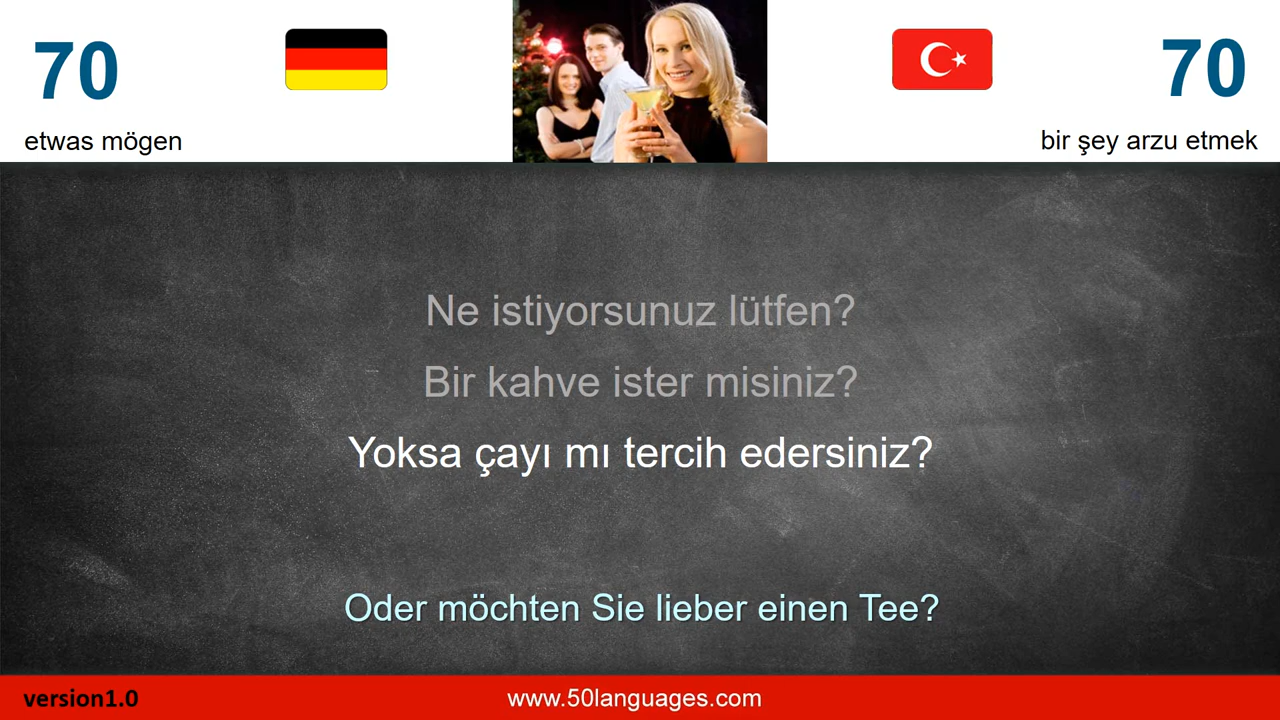 70
70
etwas mögen
bir şey arzu etmek
Ne istiyorsunuz lütfen?
Bir kahve ister misiniz?
Yoksa çayı mı tercih edersiniz?
Oder möchten Sie lieber einen Tee?
version1.0
www.50languages.com